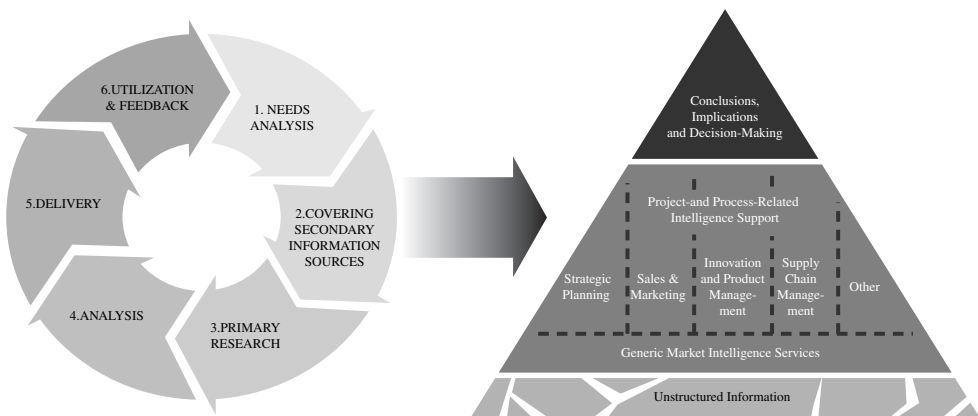 6.UTILIZATION
& FEEDBACK
1. NEEDS
ANALYSIS
5.DELIVERY
2.COVERING
SECONDARY
INFORMATION
SOURCES
4.ANALYSIS
3.PRIMARY
RESEARCH
Conclusions,
Implications
and Decision-Making
Project-and Process-Related
Intelligence Support
Strategic
Planning
Sales &
Marketing
Innovation
and Product
Manage-
ment
Supply
Chain
Manage-
ment
Other
Generic Market Intelligence Services
Unstructured Information